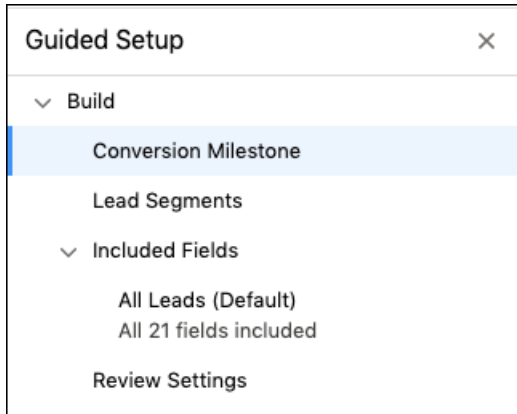 Guided Setup
Build
Conversion Milestone
Lead Segments
Included Fields
All Leads (Default)
All 21 fields included
Review Settings